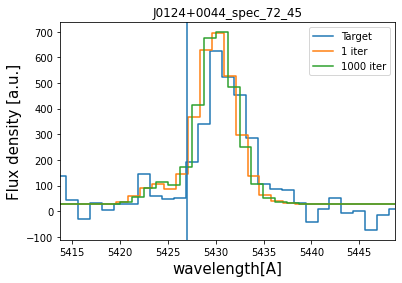 J0124+0044_spec_72_45
Flux density [a.u.]
700
600
500
400
300
200
100
0
−100
Target
1 iter
1000 iter
5415 5420 5425 5430 5435 5440 5445
wavelength[A]